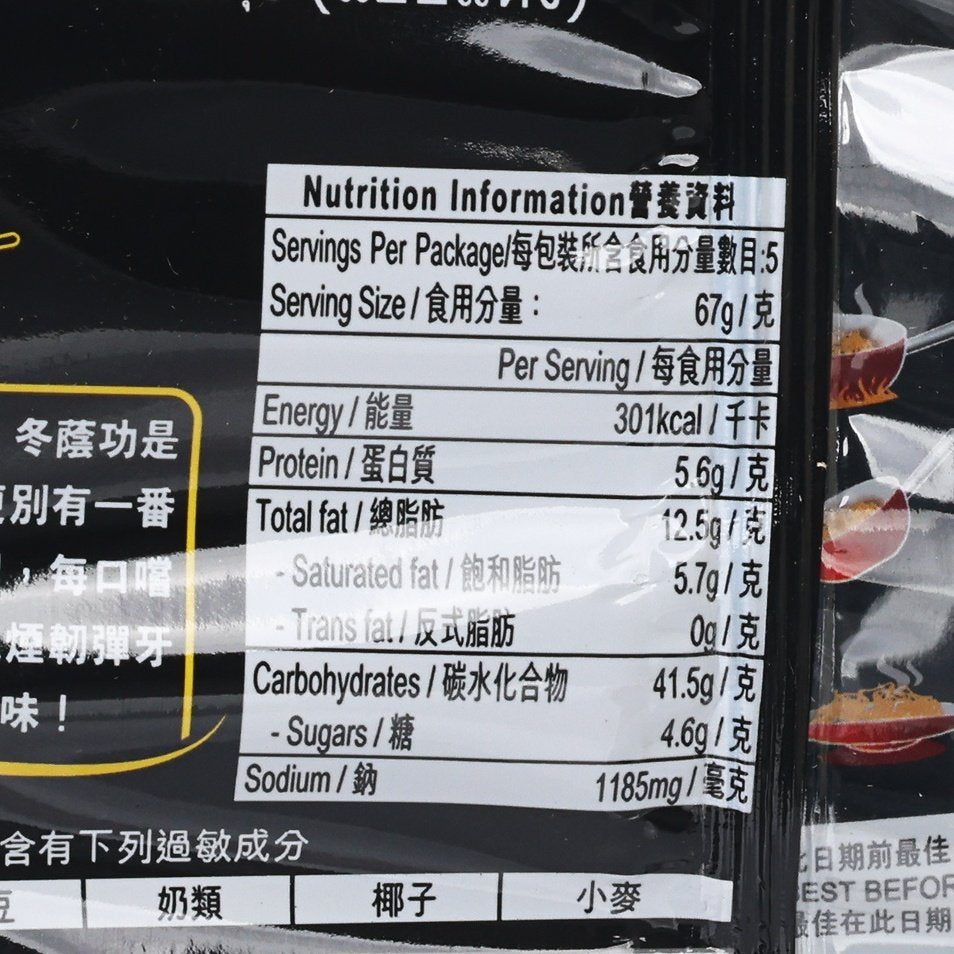 Nutrition Information營養資料
Servings Per Package/每包裝所含食用分量數目:5
Serving Size / 食用分量: 67g / 克
Per Serving / 每食用分量
Energy / 能量 301kcal / 千卡
Protein / 蛋白質 5.6g / 克
Total fat / 總脂肪 12.5g / 克
- Saturated fat / 飽和脂肪 5.7g / 克
- Trans fat / 反式脂肪 0g / 克
Carbohydrates / 碳水化合物 41.5g / 克
- Sugars / 糖 4.6g / 克
Sodium / 鈉 1185mg / 毫克
冬蔭功是
別有一番
,每口嚐
煙韌彈牙
味!
含有下列過敏成分
豆 奶類 椰子 小麥
日期前最佳
BEST BEFOR
最佳在此日期